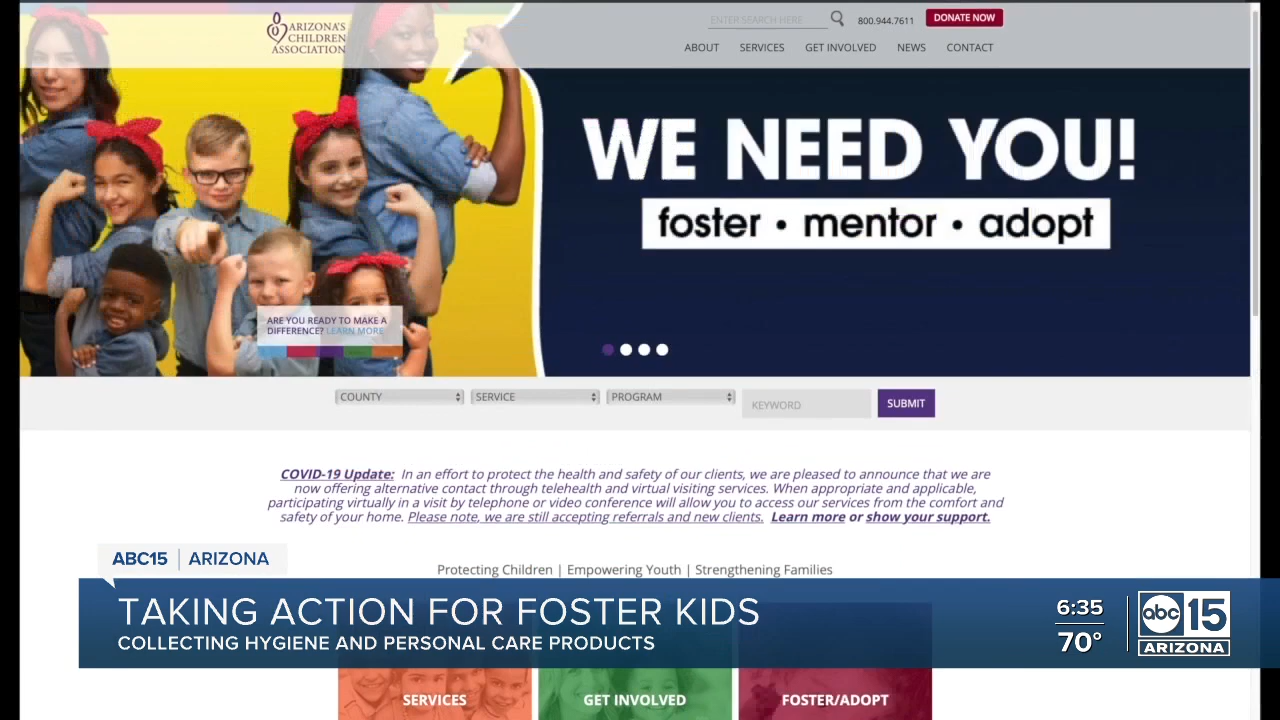 ARIZONA'S
CHILDREN
ASSOCIATION
ENTER SEARCH HERE
800.944.7611
DONATE NOW
ABOUT SERVICES GET INVOLVED NEWS CONTACT
WE NEED YOU!
foster • mentor • adopt
ARE YOU READY TO MAKE A
DIFFERENCE? LEARN MORE
COUNTY SERVICE PROGRAM KEYWORD SUBMIT
COVID-19 Update: In an effort to protect the health and safety of our clients, we are pleased to announce that we are
now offering alternative contact through telehealth and virtual visiting services. When appropriate and applicable,
participating virtually in a visit by telephone or video conference will allow you to access our services from the comfort and
safety of your home. Please note, we are still accepting referrals and new clients. Learn more or show your support.
ABC15 | ARIZONA
Protecting Children | Empowering Youth | Strengthening Families
TAKING ACTION FOR FOSTER KIDS
COLLECTING HYGIENE AND PERSONAL CARE PRODUCTS
6:35
70°
abc 15
ARIZONA
SERVICES GET INVOLVED FOSTER/ADOPT